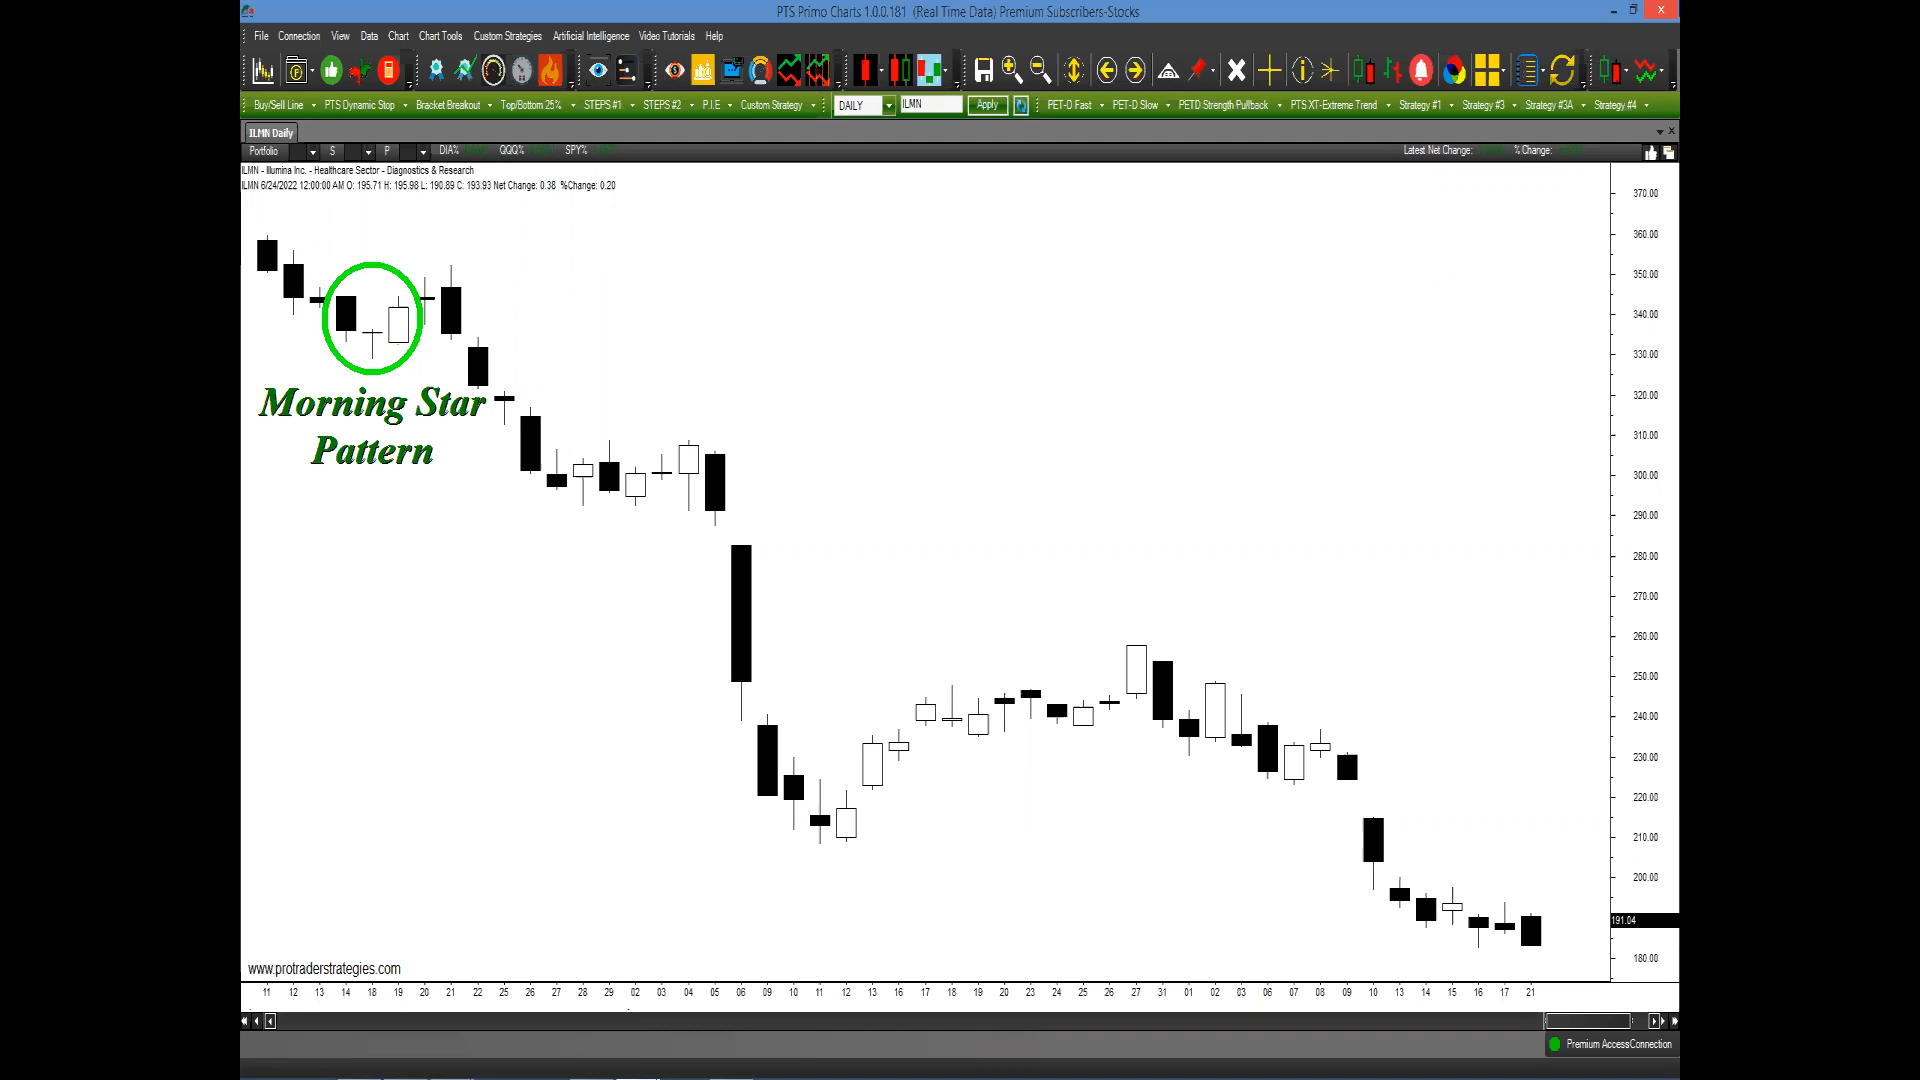 PTS Primo Charts 1.0.0.181 (Real Time Data) Premium Subscribers-Stocks
File Connection View Data Chart Chart Tools Custom Strategies Artificial Intelligence Video Tutorials Help
Buy/Sell Line PTS Dynamic Stop Bracket Breakout Top/Bottom 25% STEPS #1 STEPS #2 P.I.E Custom Strategy DAILY ILMN Apply PET-D Fast PET-D Slow PETD Strength Pullback PTS XT-Extreme Trend Strategy #1 Strategy #3 Strategy #3A Strategy #4
ILMN Daily
Portfolio S P DIA% QQQ% SPY% Latest Net Change: % Change:
ILMN - Illumina Inc. - Healthcare Sector - Diagnostics & Research
ILMN 6/24/2022 12:00:00 AM O: 195.71 H: 195.98 L: 190.89 C: 193.93 Net Change: 0.38 %Change: 0.20
370.00
360.00
350.00
340.00
330.00
320.00
310.00
300.00
290.00
280.00
270.00
260.00
250.00
240.00
230.00
220.00
210.00
200.00
191.04
180.00
Morning Star
Pattern
www.protraderstrategies.com
11 12 13 14 18 19 20 21 22 25 26 27 28 29 02 03 04 05 06 09 10 11 12 13 16 17 18 19 20 23 24 25 26 27 31 01 02 03 06 07 08 09 10 13 14 15 16 17 21
Premium AccessConnection